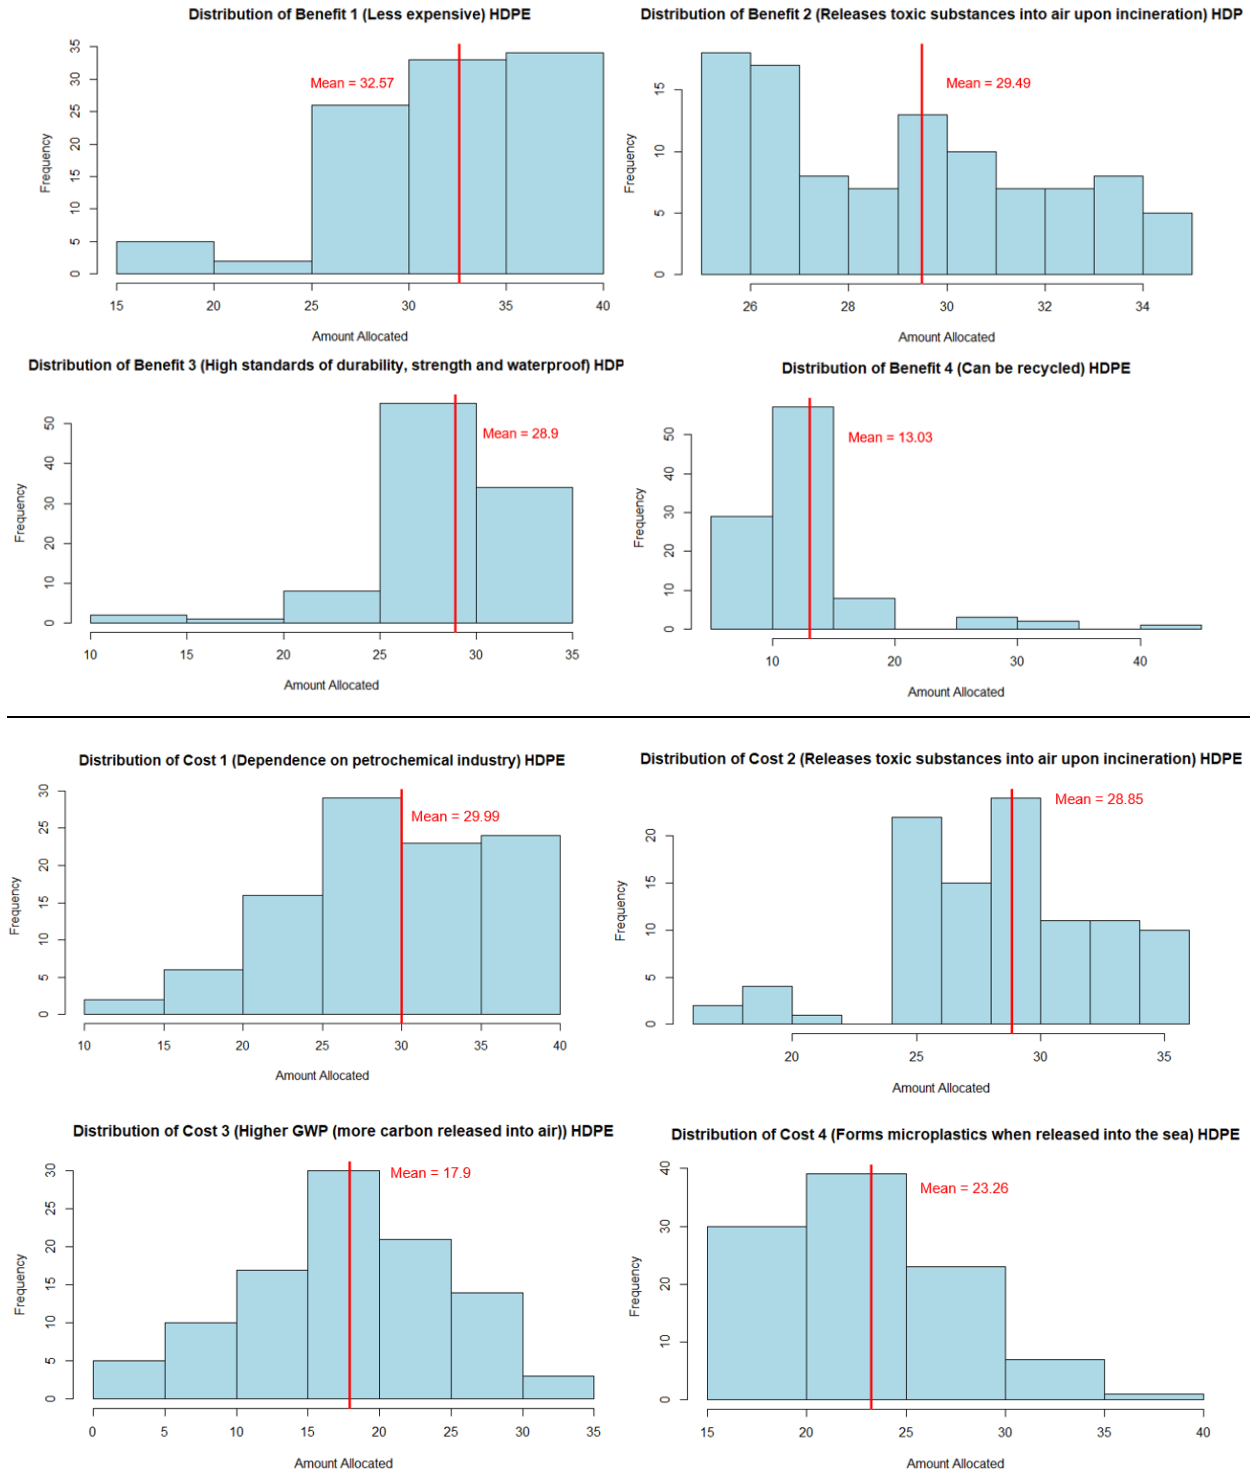 Distribution of Benefit 1 (Less expensive) HDPE
Mean = 32.57
Frequency
0 5 10 15 20 25 30 35
15 20 25 30 35 40
Amount Allocated
Distribution of Benefit 2 (Releases toxic substances into air upon incineration) HDP
Mean = 29.49
Frequency
0 5 10 15
26 28 30 32 34
Amount Allocated
Distribution of Benefit 3 (High standards of durability, strength and waterproof) HDP
Mean = 28.9
Frequency
0 10 20 30 40 50
10 15 20 25 30 35
Amount Allocated
Distribution of Benefit 4 (Can be recycled) HDPE
Mean = 13.03
Frequency
0 10 20 30 40 50
10 20 30 40
Amount Allocated
Distribution of Cost 1 (Dependence on petrochemical industry) HDPE
Mean = 29.99
Frequency
0 5 10 15 20 25 30
10 15 20 25 30 35 40
Amount Allocated
Distribution of Cost 2 (Releases toxic substances into air upon incineration) HDPE
Mean = 28.85
Frequency
0 5 10 15 20
20 25 30 35
Amount Allocated
Distribution of Cost 3 (Higher GWP (more carbon released into air)) HDPE
Mean = 17.9
Frequency
0 5 10 15 20 25 30
0 5 10 15 20 25 30 35
Amount Allocated
Distribution of Cost 4 (Forms microplastics when released into the sea) HDPE
Mean = 23.26
Frequency
0 10 20 30 40
15 20 25 30 35 40
Amount Allocated